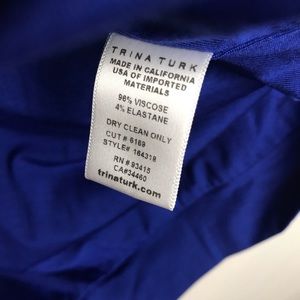 TRINA TURK
MADE IN CALIFORNIA
USA OF IMPORTED
MATERIALS
96% VISCOSE
4% ELASTANE
DRY CLEAN ONLY
CUT # 6169
STYLE# 164318
RN # 93415
CA#34460
trinaturk.com